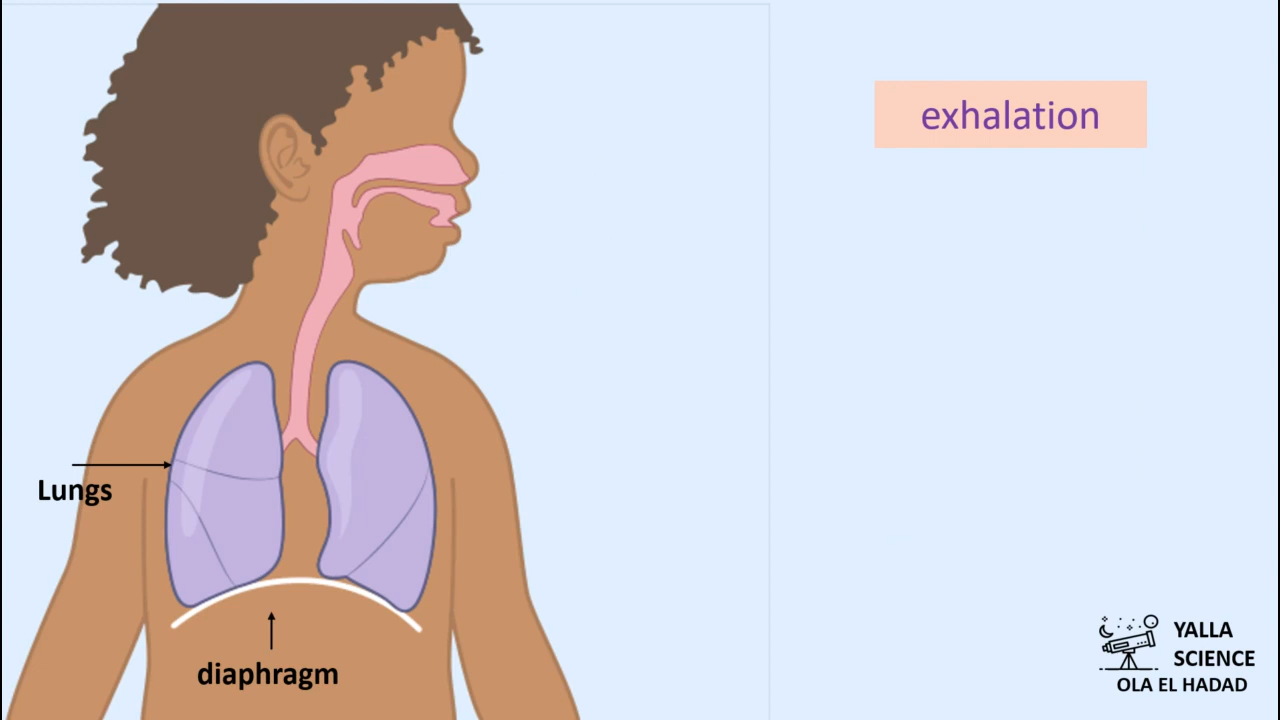 exhalation
Lungs
diaphragm
YALLA
SCIENCE
OLA EL HADAD